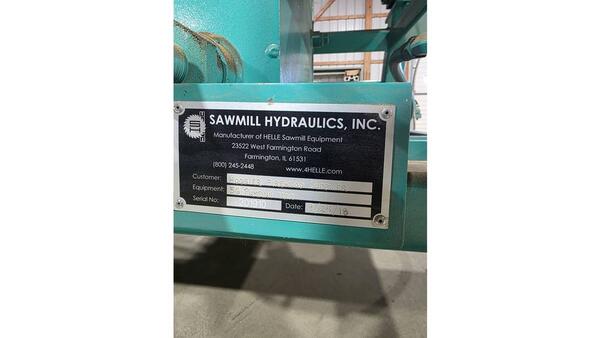 SAWMILL HYDRAULICS, INC.
Manufacturer of HELLE Sawmill Equipment
23522 West Farmington Road
Farmington, IL 61531
(800) 245-2448 www.4HELLE.com
Customer:
Equipment:
Serial No: Date: